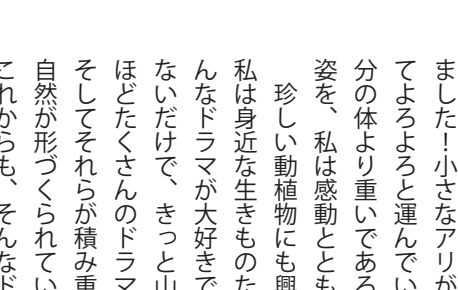 ました！小さなアリが
てよろよろと運んでい
分の体より重いであろ
姿を、私は感動ととも
珍しい動植物にも興
私は身近な生きものた
んなドラマが大好きで
ないだけで、きっと山
ほどたくさんのドラマ
そしてそれらが積み重
自然が形づくられてい
これからも、そんなド